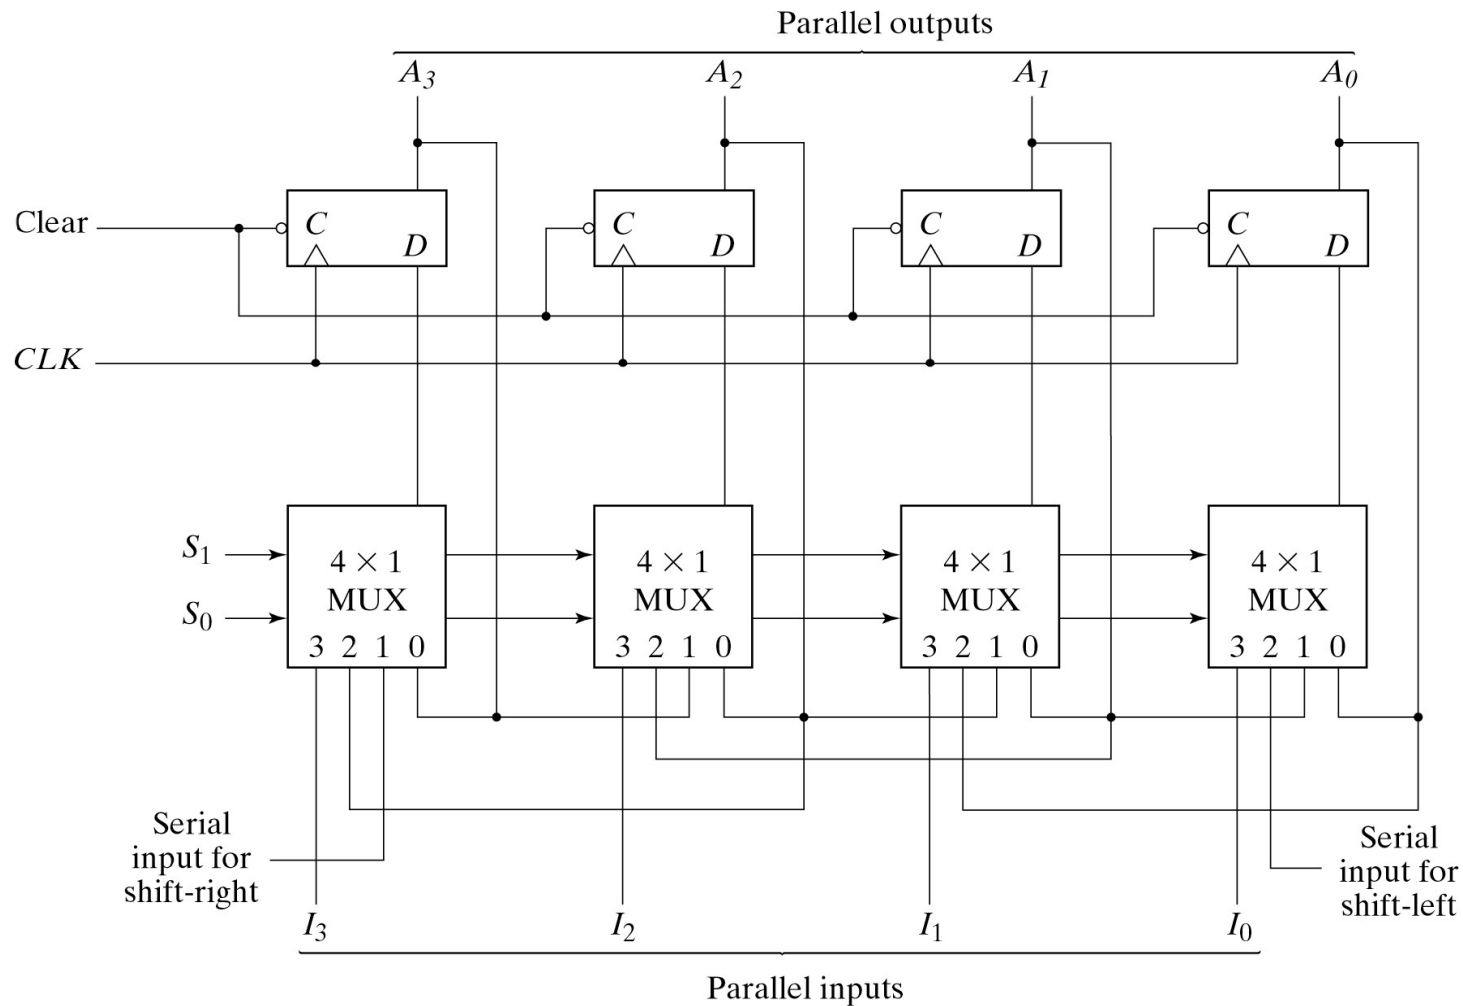 Parallel outputs
A₃ A₂ A₁ A₀
Clear C C C C
D D D D
CLK
S₁ 4 × 1 4 × 1 4 × 1 4 × 1
S₀ MUX MUX MUX MUX
3 2 1 0 3 2 1 0 3 2 1 0 3 2 1 0
Serial
input for
shift-right
Serial
input for
shift-left
I₃ I₂ I₁ I₀
Parallel inputs